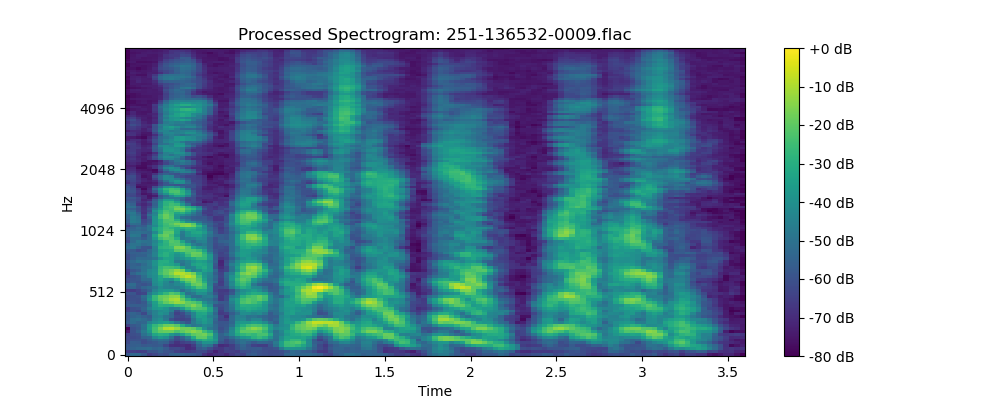 Processed Spectrogram: 251-136532-0009.flac
Hz
4096
2048
1024
512
0
0
0.5
1
1.5
2
2.5
3
3.5
Time
+0 dB
-10 dB
-20 dB
-30 dB
-40 dB
-50 dB
-60 dB
-70 dB
-80 dB